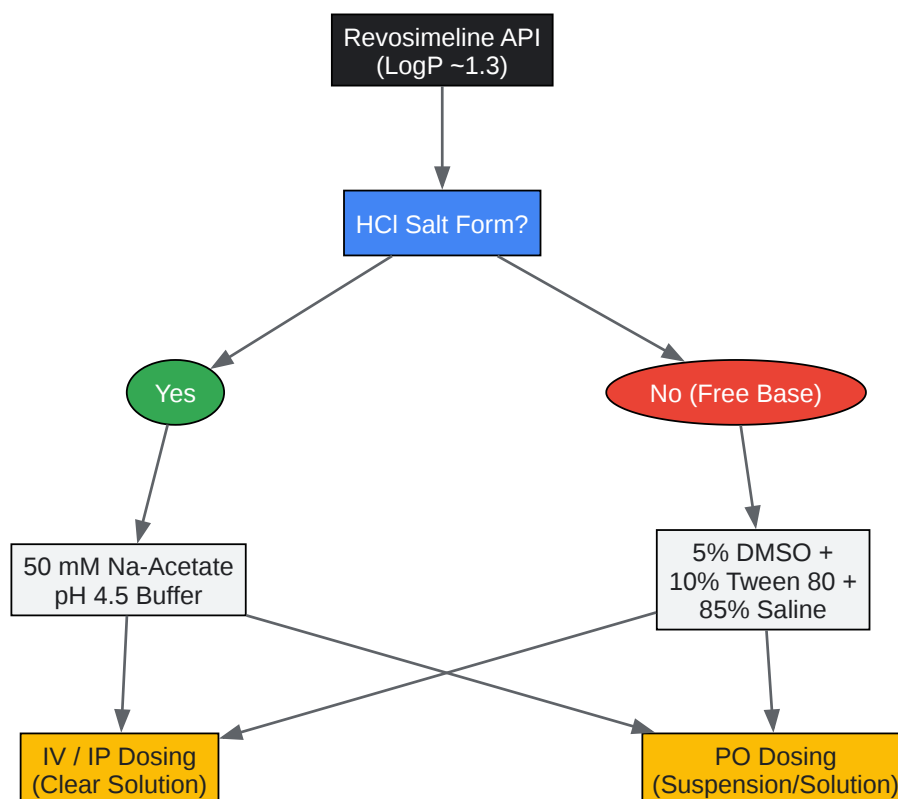 Revosimeline API
(LogP ~1.3)
HCl Salt Form?
Yes
No (Free Base)
50 mM Na-Acetate
pH 4.5 Buffer
5% DMSO +
10% Tween 80 +
85% Saline
IV / IP Dosing
(Clear Solution)
PO Dosing
(Suspension/Solution)